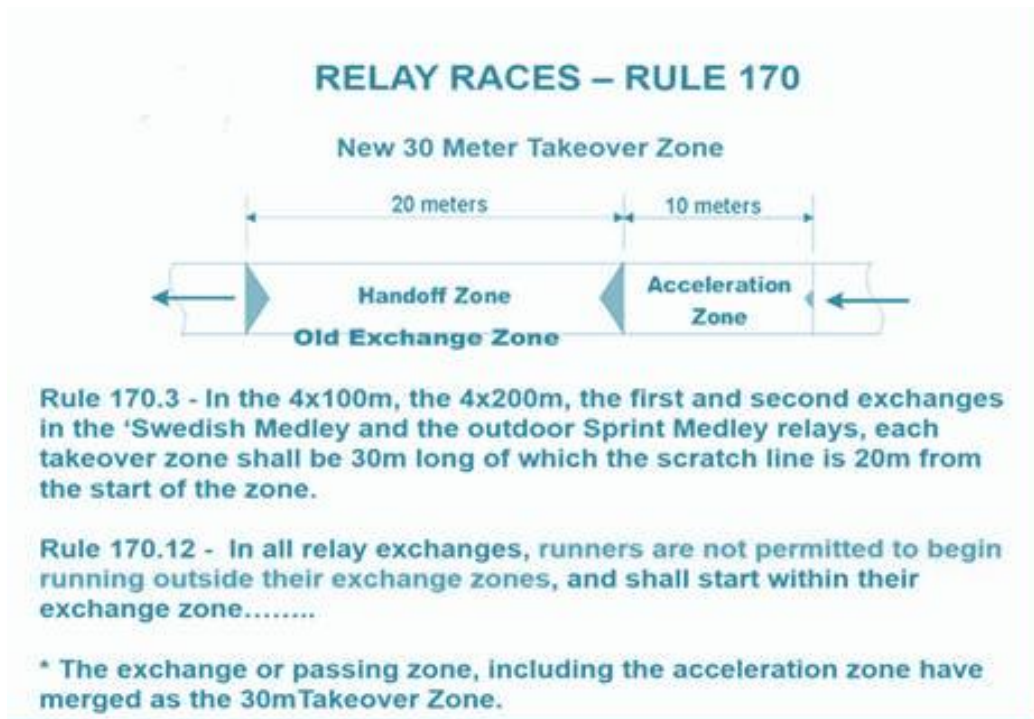 RELAY RACES – RULE 170
New 30 Meter Takeover Zone
20 meters
10 meters
Handoff Zone
Acceleration
Zone
Old Exchange Zone
Rule 170.3 - In the 4x100m, the 4x200m, the first and second exchanges
in the ‘Swedish Medley and the outdoor Sprint Medley relays, each
takeover zone shall be 30m long of which the scratch line is 20m from
the start of the zone.
Rule 170.12 - In all relay exchanges, runners are not permitted to begin
running outside their exchange zones, and shall start within their
exchange zone........
* The exchange or passing zone, including the acceleration zone have
merged as the 30mTakeover Zone.